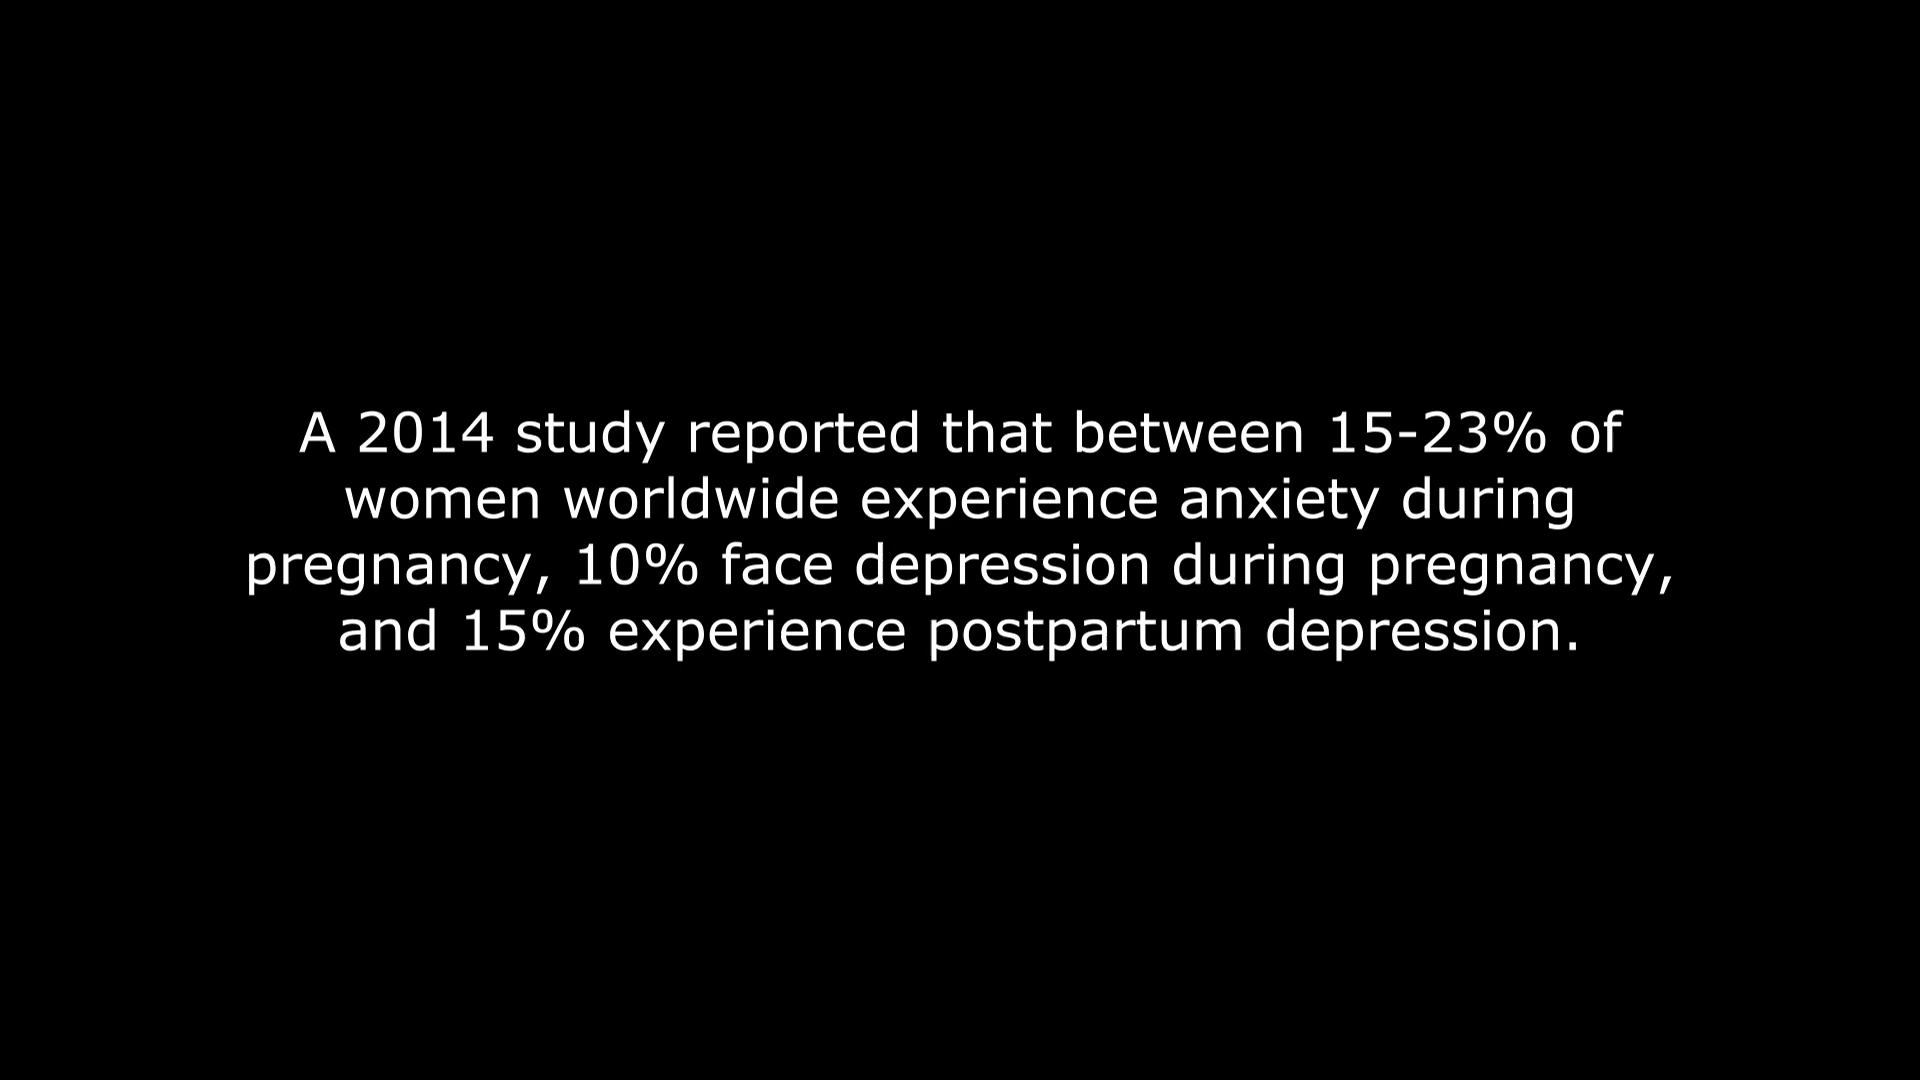 A 2014 study reported that between 15-23% of
women worldwide experience anxiety during
pregnancy, 10% face depression during pregnancy,
and 15% experience postpartum depression.